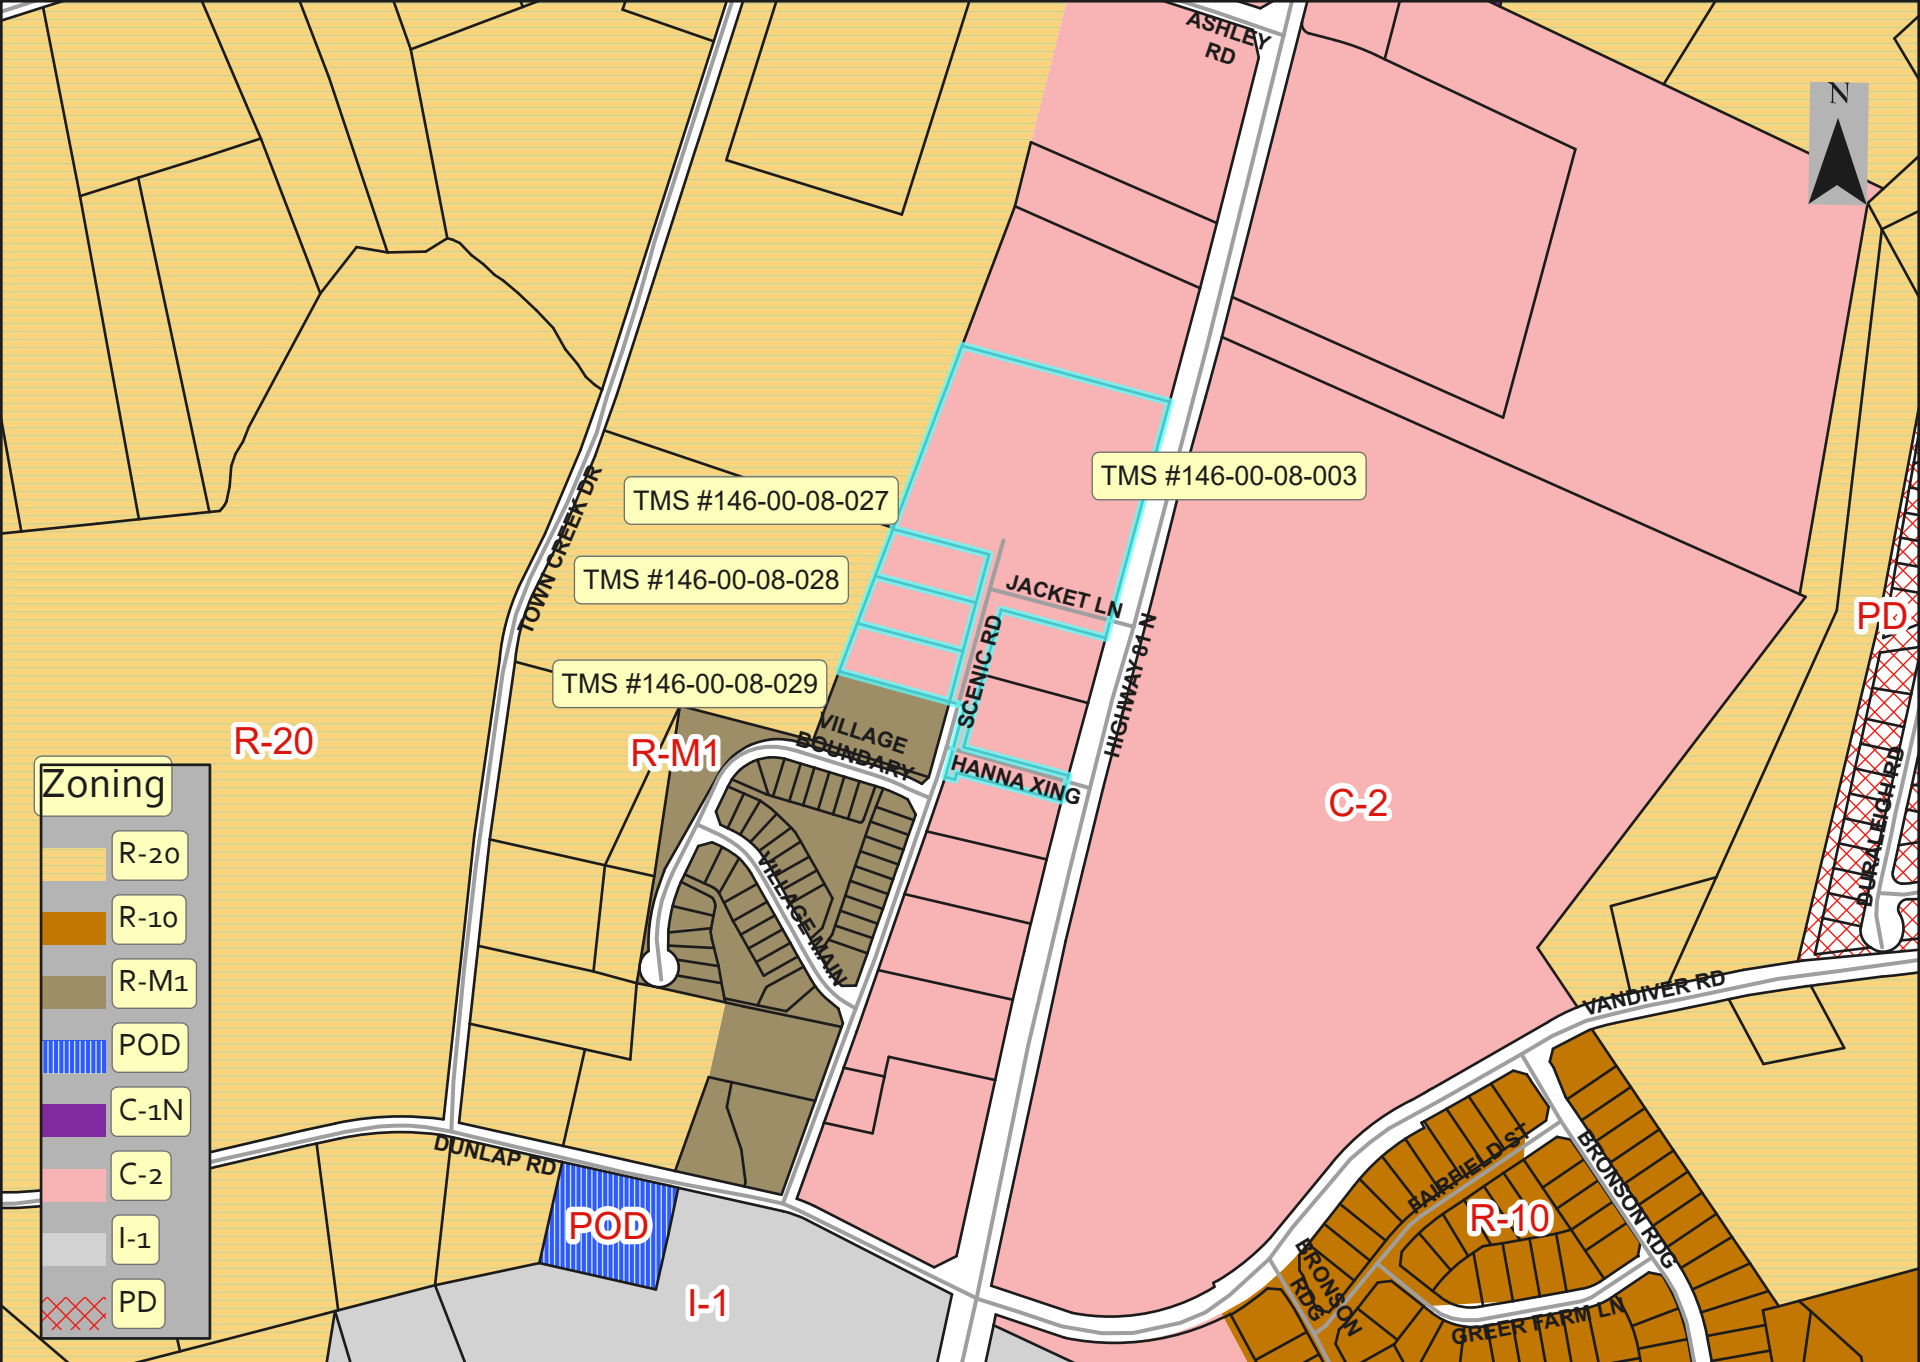 ASHLEY
RD
N
TMS #146-00-08-003
TMS #146-00-08-027
TOWN CREEK DR
TMS #146-00-08-028
JACKET LN
PD
SCENIC RD
HIGHWAY 81 N
TMS #146-00-08-029
R-20
R-M1
VILLAGE
BOUNDARY
HANNA XING
C-2
DURALEIGH RD
VILLAGE MAIN
VANDIVER RD
Zoning
R-20
R-10
R-M1
POD
C-1N
C-2
I-1
PD
DUNLAP RD
POD
I-1
FAIRFIELD ST
BRONSON RDG
R-10
BRONSON
RDG
GREER FARM LN